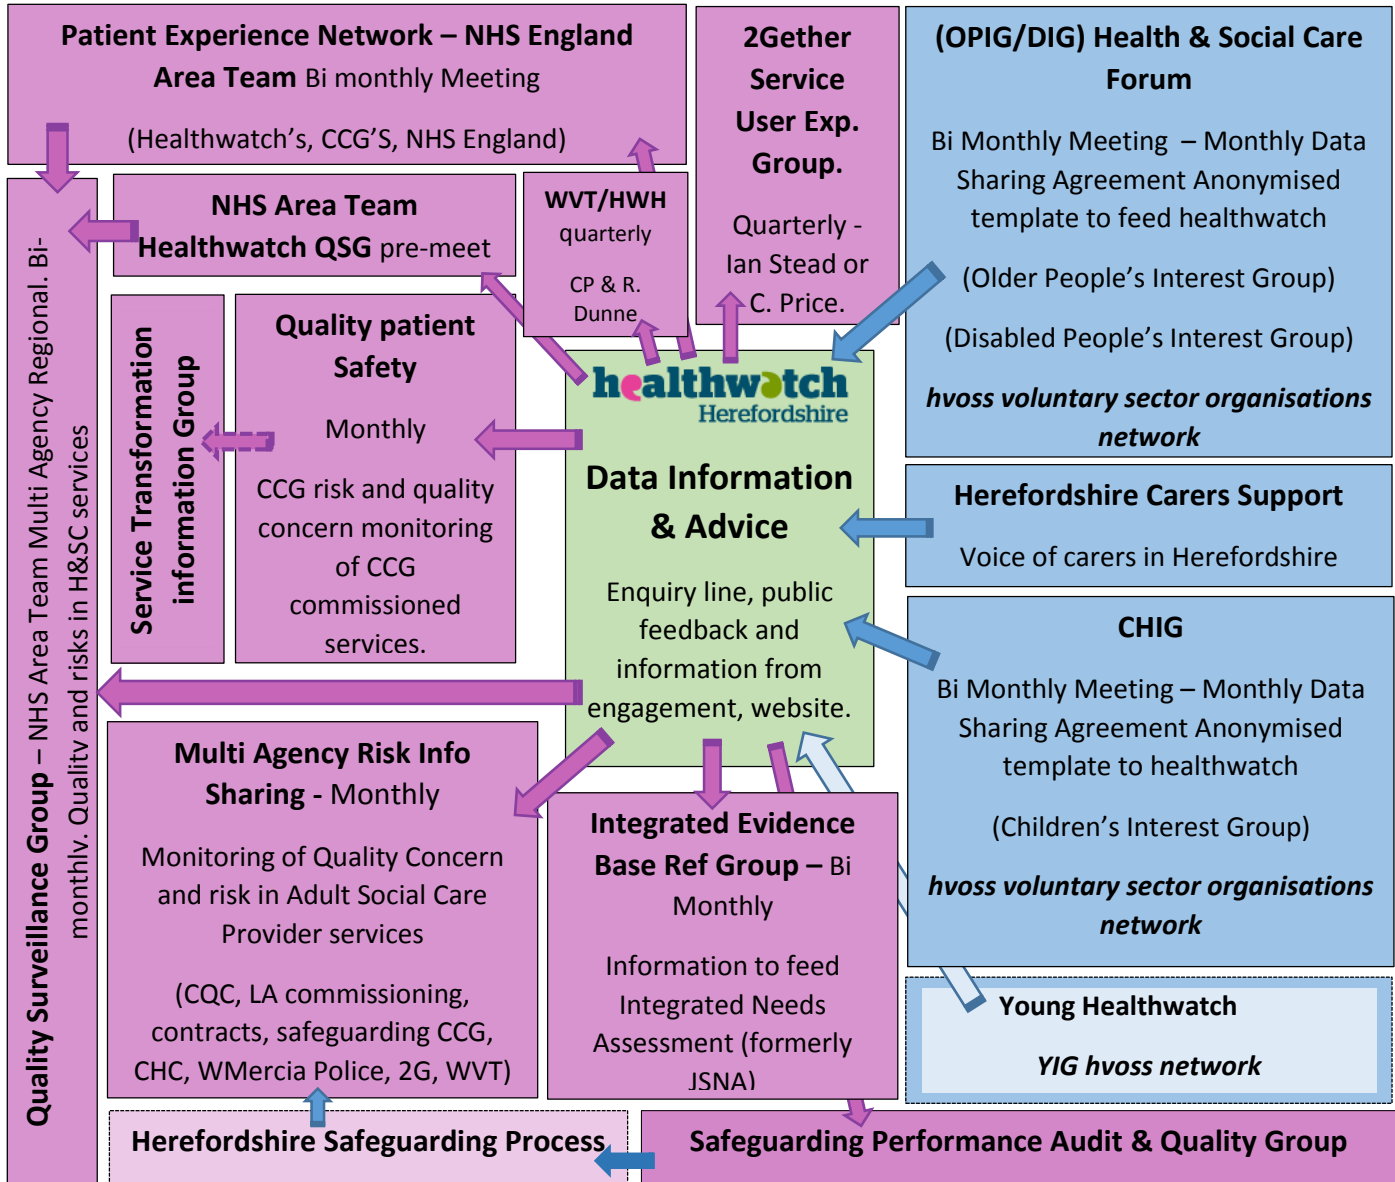 Patient Experience Network – NHS England
Area Team Bi monthly Meeting
(Healthwatch's, CCG'S, NHS England)
2Gether
Service
User Exp.
Group.
Quarterly -
Ian Stead or
C. Price.
(OPIG/DIG) Health & Social Care
Forum
Bi Monthly Meeting – Monthly Data
Sharing Agreement Anonymised
template to feed healthwatch
(Older People's Interest Group)
(Disabled People's Interest Group)
hvoss voluntary sector organisations
network
NHS Area Team
Healthwatch QSG pre-meet
WVT/HWH
quarterly
CP & R.
Dunne
Quality Surveillance Group – NHS Area Team Multi Agency Regional. Bi-
monthly. Quality and risks in H&SC services
Service Transformation
information Group
Quality patient
Safety
Monthly
CCG risk and quality
concern monitoring
of CCG
commissioned
services.
healthwatch
Herefordshire
Data Information
& Advice
Enquiry line, public
feedback and
information from
engagement, website.
Herefordshire Carers Support
Voice of carers in Herefordshire
CHIG
Bi Monthly Meeting – Monthly Data
Sharing Agreement Anonymised
template to healthwatch
(Children's Interest Group)
hvoss voluntary sector organisations
network
Multi Agency Risk Info
Sharing - Monthly
Monitoring of Quality Concern
and risk in Adult Social Care
Provider services
(CQC, LA commissioning,
contracts, safeguarding CCG,
CHC, WMercia Police, 2G, WVT)
Integrated Evidence
Base Ref Group – Bi
Monthly
Information to feed
Integrated Needs
Assessment (formerly
JSNA)
Young Healthwatch
YIG hvoss network
Herefordshire Safeguarding Process
Safeguarding Performance Audit & Quality Group